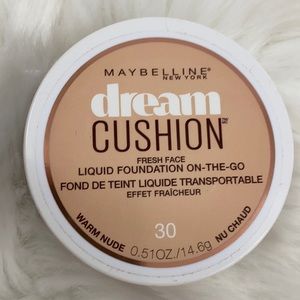 MAYBELLINE
NEW YORK
dream
CUSHION
FRESH FACE
LIQUID FOUNDATION ON-THE-GO
FOND DE TEINT LIQUIDE TRANSPORTABLE
EFFET FRAÎCHEUR
30
WARM NUDE 0.51OZ./14.6g NU CHAUD